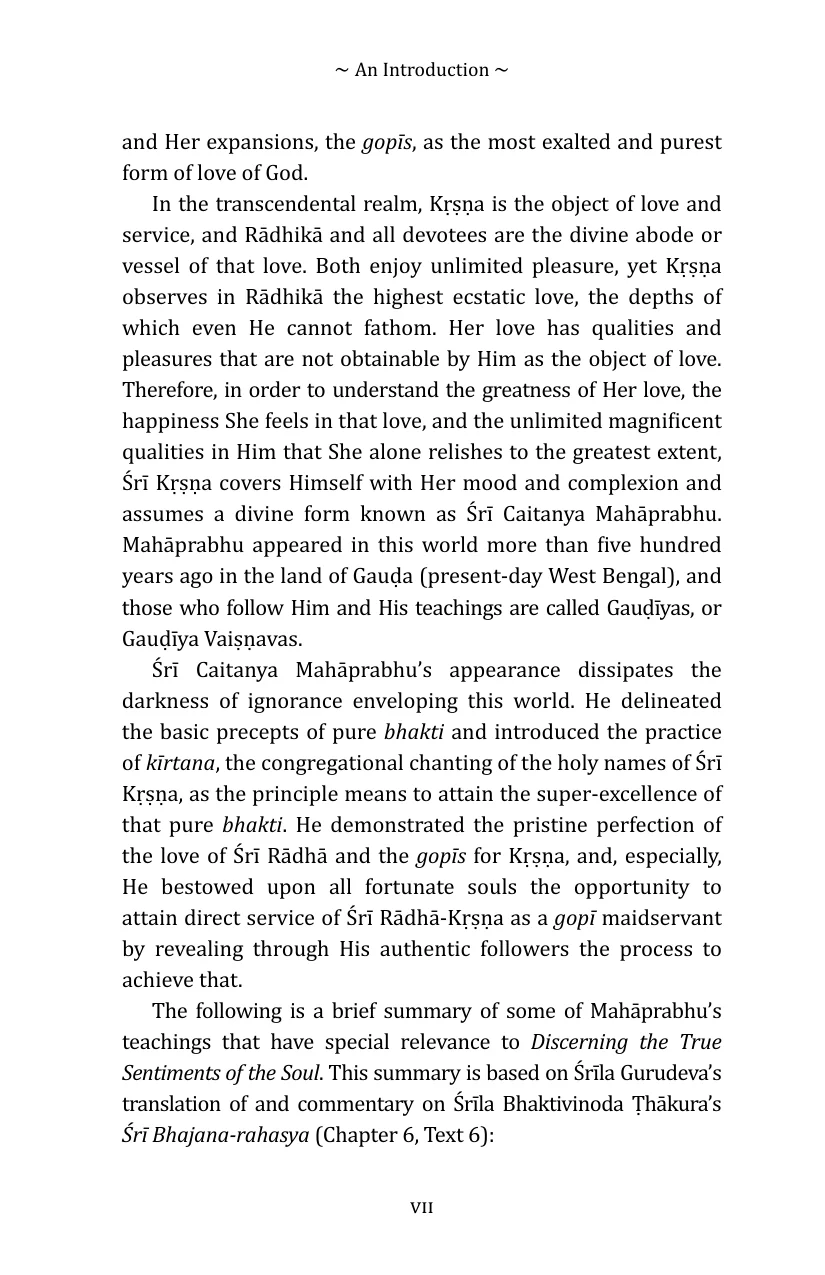 ~ An Introduction ~
and Her expansions, the gopīs, as the most exalted and purest
form of love of God.
In the transcendental realm, Kṛṣṇa is the object of love and
service, and Rādhikā and all devotees are the divine abode or
vessel of that love. Both enjoy unlimited pleasure, yet Kṛṣṇa
observes in Rādhikā the highest ecstatic love, the depths of
which even He cannot fathom. Her love has qualities and
pleasures that are not obtainable by Him as the object of love.
Therefore, in order to understand the greatness of Her love, the
happiness She feels in that love, and the unlimited magnificent
qualities in Him that She alone relishes to the greatest extent,
Śrī Kṛṣṇa covers Himself with Her mood and complexion and
assumes a divine form known as Śrī Caitanya Mahāprabhu.
Mahāprabhu appeared in this world more than five hundred
years ago in the land of Gauḍa (present-day West Bengal), and
those who follow Him and His teachings are called Gauḍīyas, or
Gauḍīya Vaiṣṇavas.
Śrī Caitanya Mahāprabhu’s appearance dissipates the
darkness of ignorance enveloping this world. He delineated
the basic precepts of pure bhakti and introduced the practice
of kīrtana, the congregational chanting of the holy names of Śrī
Kṛṣṇa, as the principle means to attain the super-excellence of
that pure bhakti. He demonstrated the pristine perfection of
the love of Śrī Rādhā and the gopīs for Kṛṣṇa, and, especially,
He bestowed upon all fortunate souls the opportunity to
attain direct service of Śrī Rādhā-Kṛṣṇa as a gopī maidservant
by revealing through His authentic followers the process to
achieve that.
The following is a brief summary of some of Mahāprabhu’s
teachings that have special relevance to Discerning the True
Sentiments of the Soul. This summary is based on Śrīla Gurudeva’s
translation of and commentary on Śrīla Bhaktivinoda Ṭhākura’s
Śrī Bhajana-rahasya (Chapter 6, Text 6):
VII